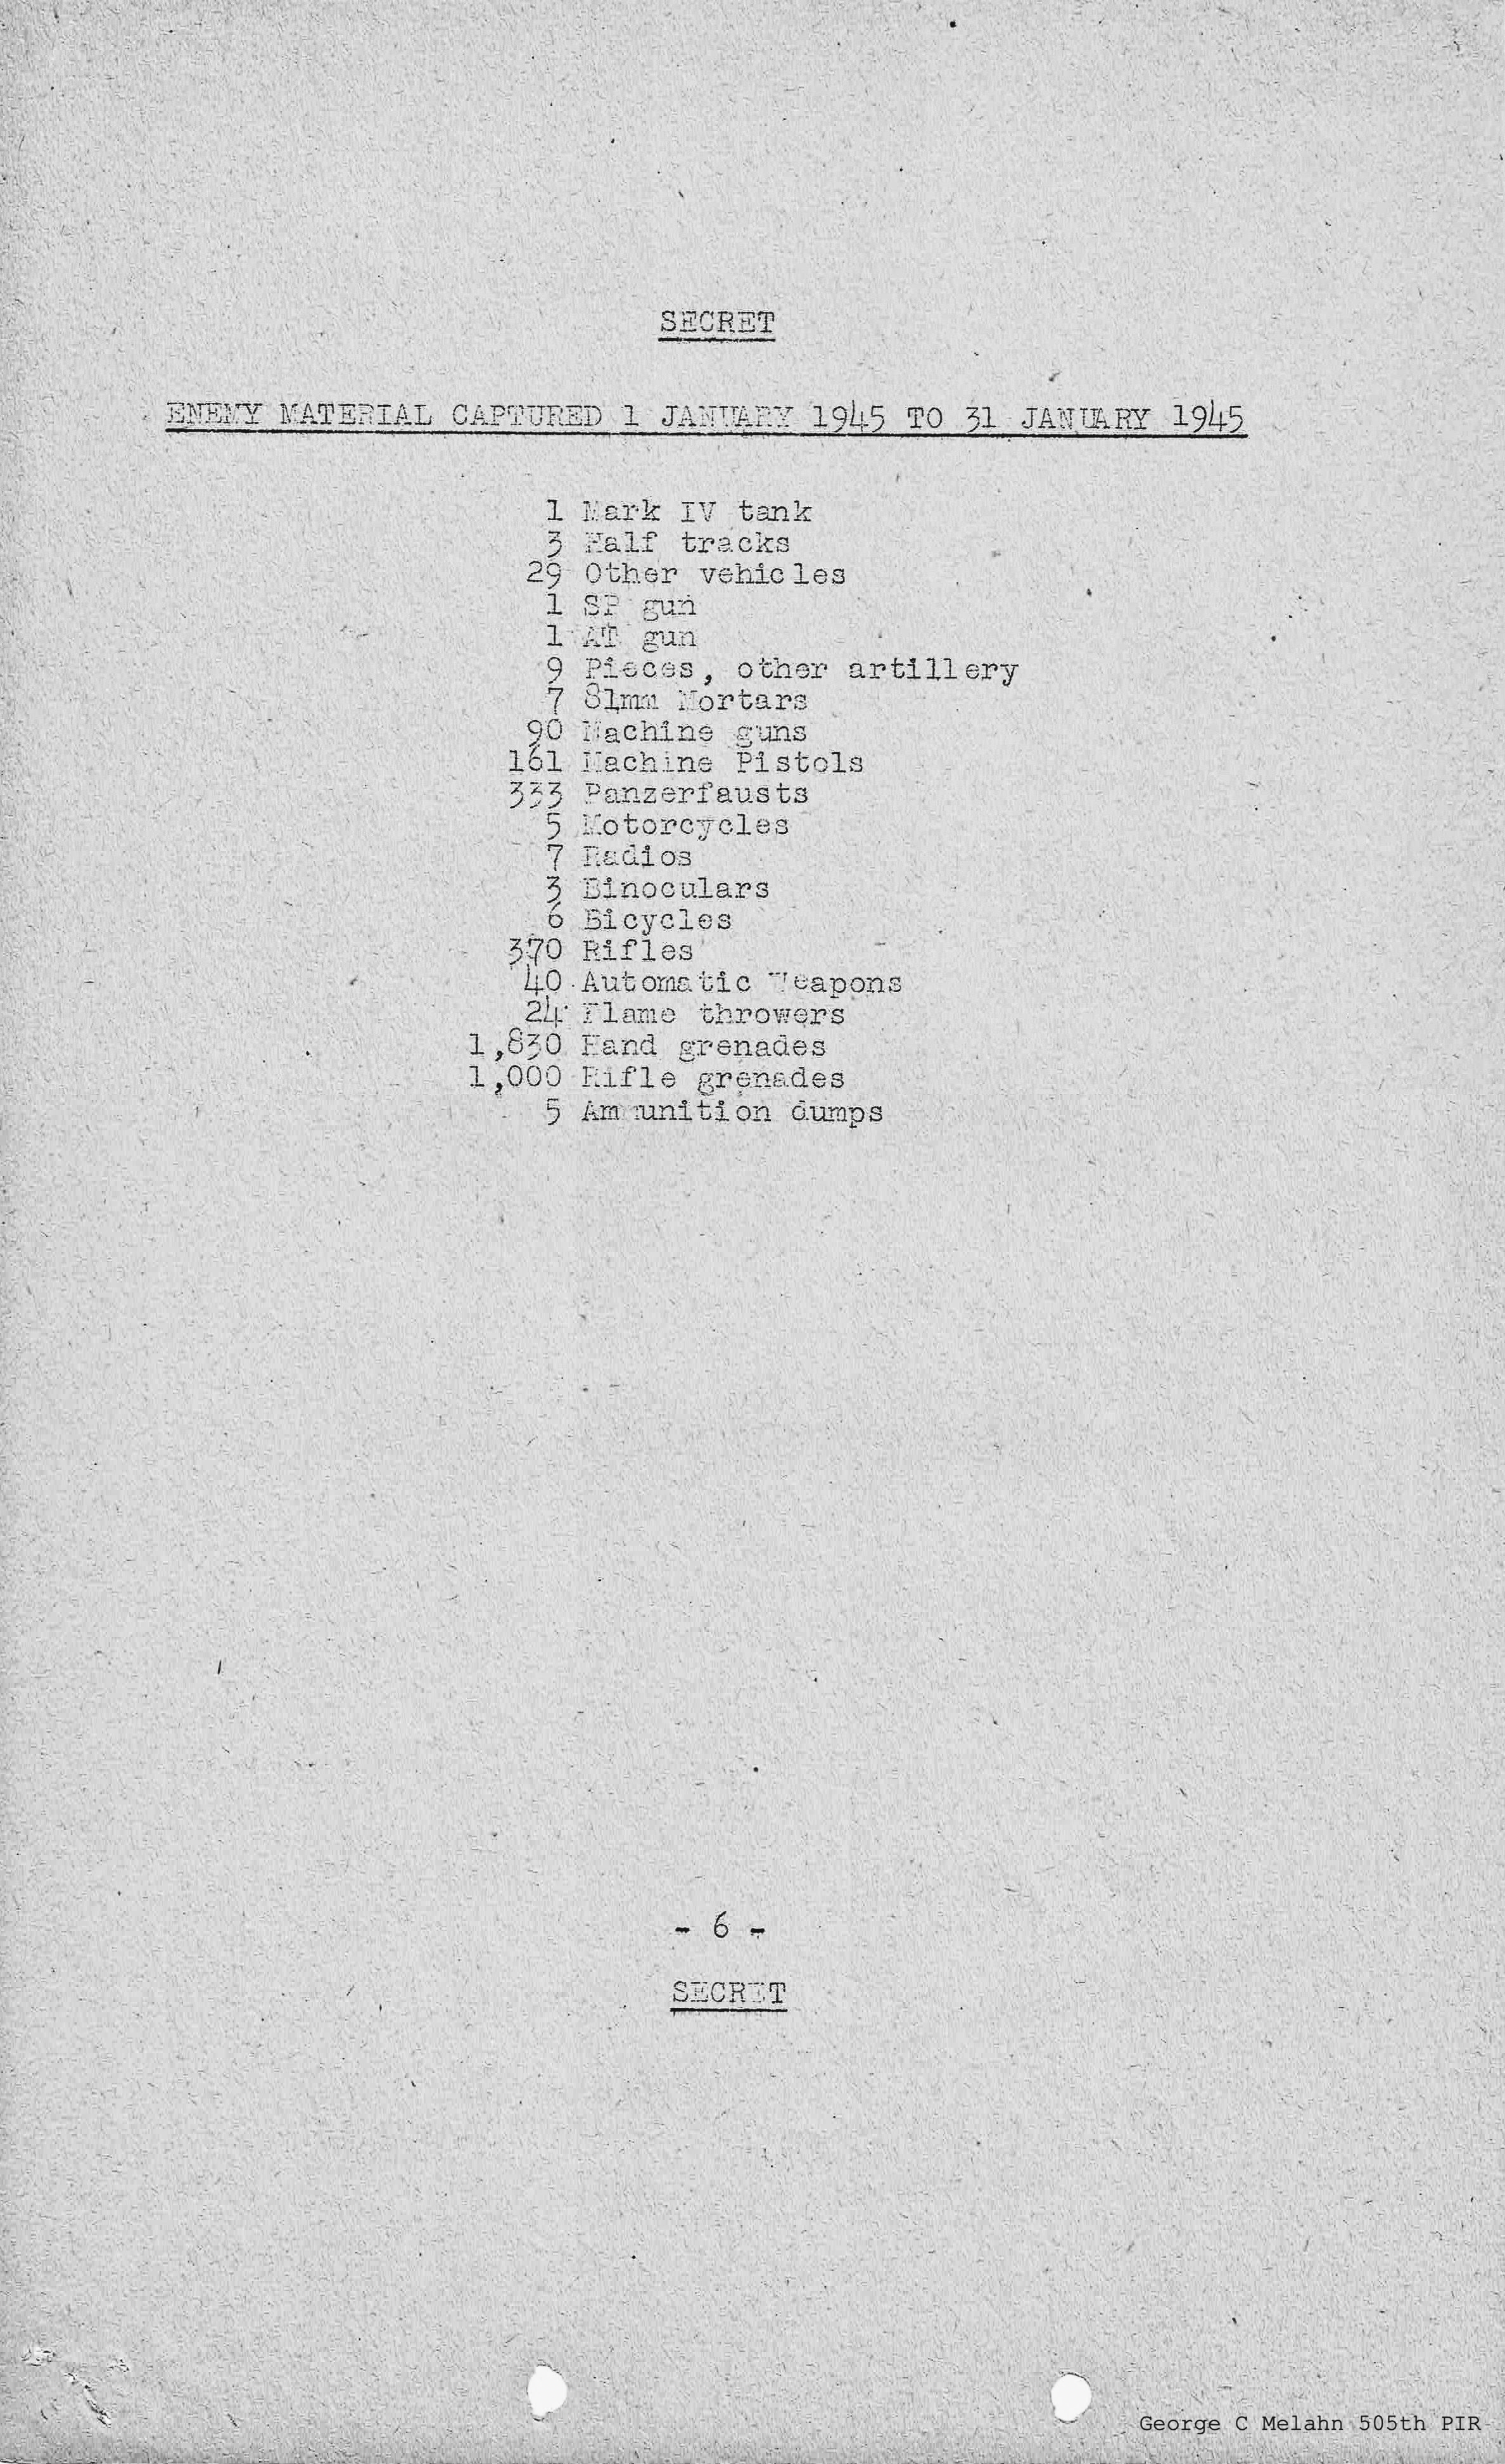 SECRET
ENEMY MATERIAL CAPTURED 1 JANUARY 1945 TO 31 JANUARY 1945
1 Mark IV tank
3 Half tracks
29 Other vehicles
1 SP gun
1 AT gun
9 Pieces, other artillery
7 81mm Mortars
90 Machine guns
161 Machine Pistols
333 Panzerfausts
5 Motorcycles
7 Radios
3 Binoculars
6 Bicycles
370 Rifles
40 Automatic Weapons
24 Flame throwers
1,830 Hand grenades
1,000 Rifle grenades
5 Ammunition dumps
- 6 -
SECRET
George C Melahn 505th PIR